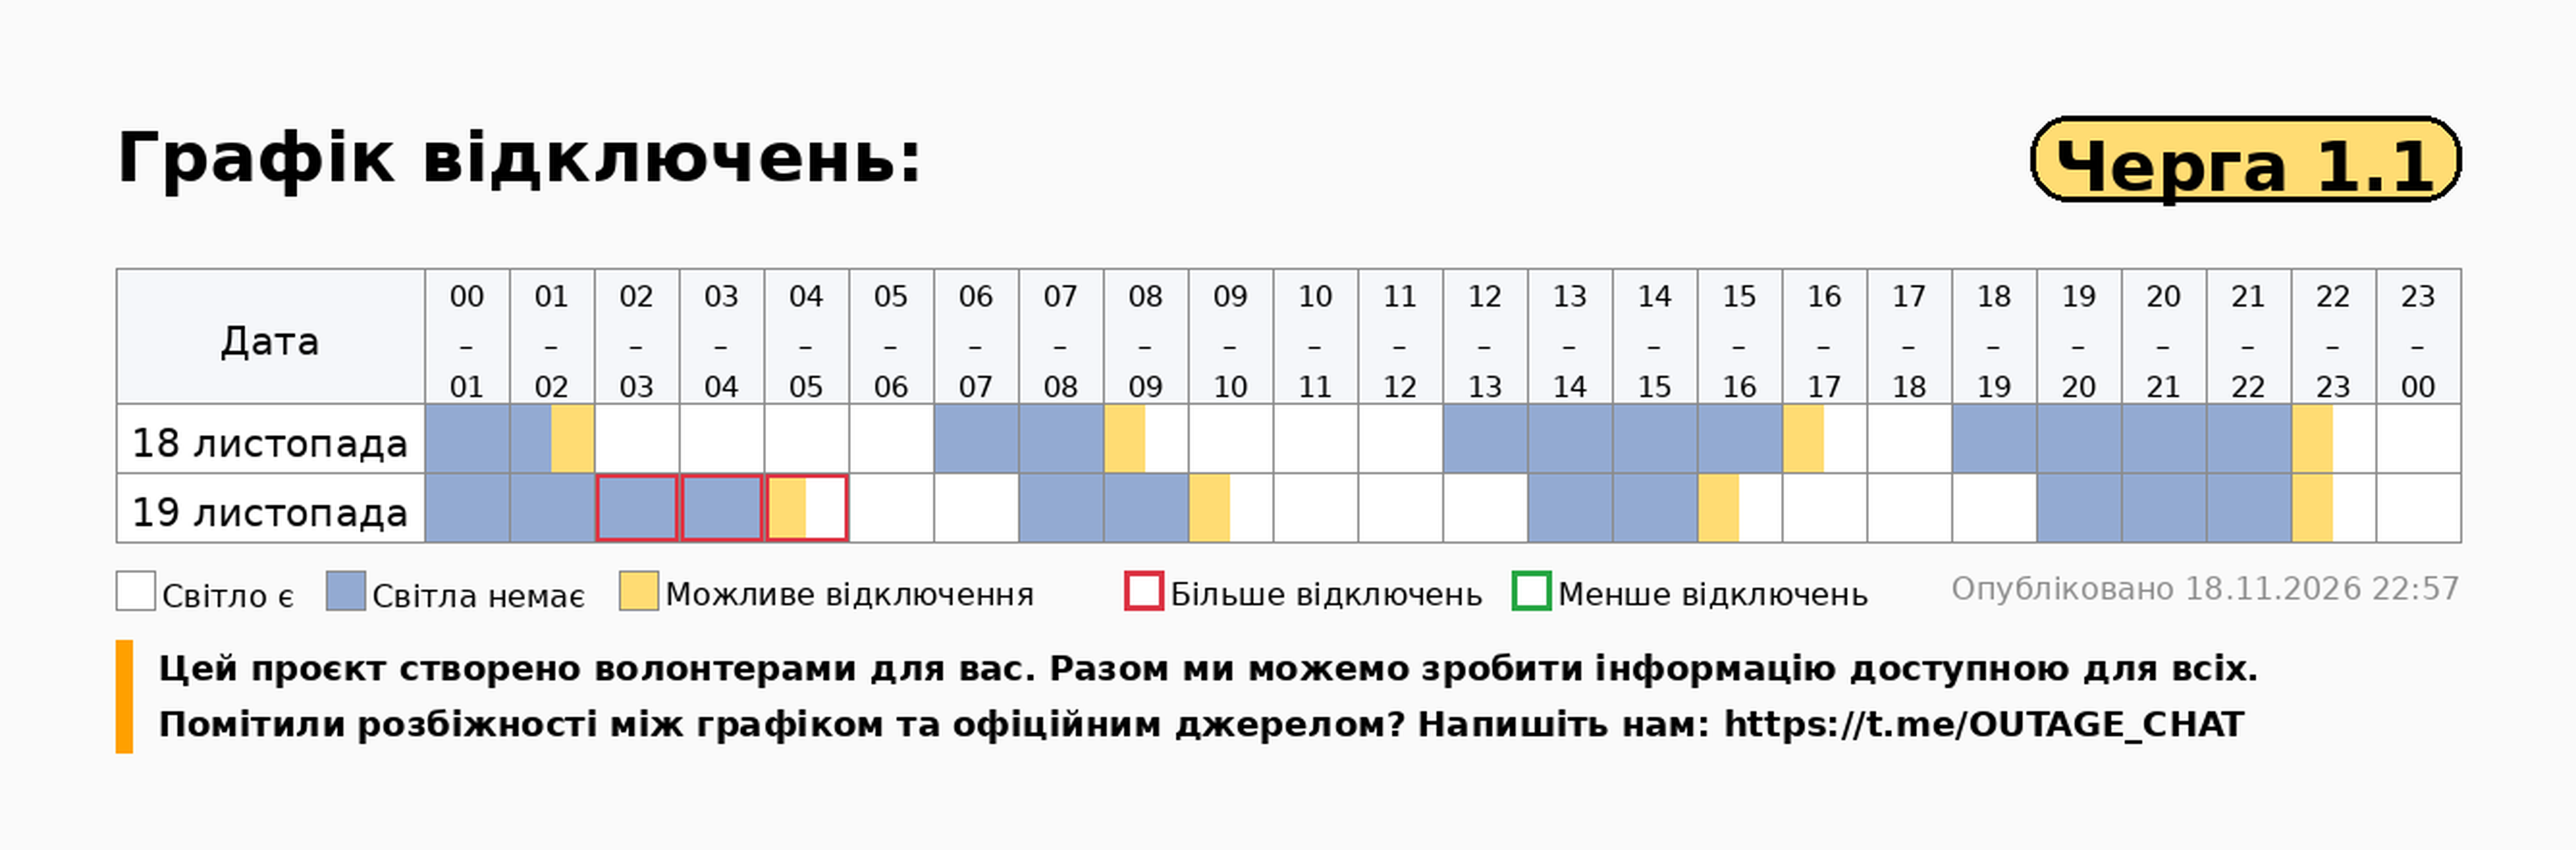 Графік відключень:
Черга 1.1
Дата 00 – 01 01 – 02 02 – 03 03 – 04 04 – 05 05 – 06 06 – 07 07 – 08 08 – 09 09 – 10 10 – 11 11 – 12 12 – 13 13 – 14 14 – 15 15 – 16 16 – 17 17 – 18 18 – 19 19 – 20 20 – 21 21 – 22 22 – 23 23 – 00
18 листопада
19 листопада
Світло є Світла немає Можливе відключення Більше відключень Менше відключень Опубліковано 18.11.2026 22:57
Цей проєкт створено волонтерами для вас. Разом ми можемо зробити інформацію доступною для всіх.
Помітили розбіжності між графіком та офіційним джерелом? Напишіть нам: https://t.me/OUTAGE_CHAT